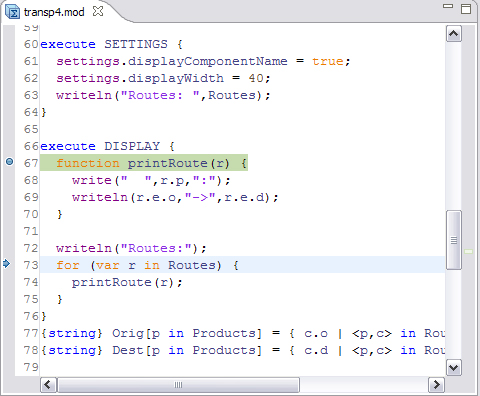 transp4.mod
59
60 execute SETTINGS {
61   settings.displayComponentName = true;
62   settings.displayWidth = 40;
63   writeln("Routes: ",Routes);
64 }
65
66 execute DISPLAY {
67   function printRoute(r) {
68     write("  ",r.p,":");
69     writeln(r.e.o,"->",r.e.d);
70   }
71
72   writeln("Routes:");
73   for (var r in Routes) {
74     printRoute(r);
75   }
76 }
77 {string} Orig[p in Products] = { c.o | <p,c> in Rou
78 {string} Dest[p in Products] = { c.d | <p,c> in Rou
79